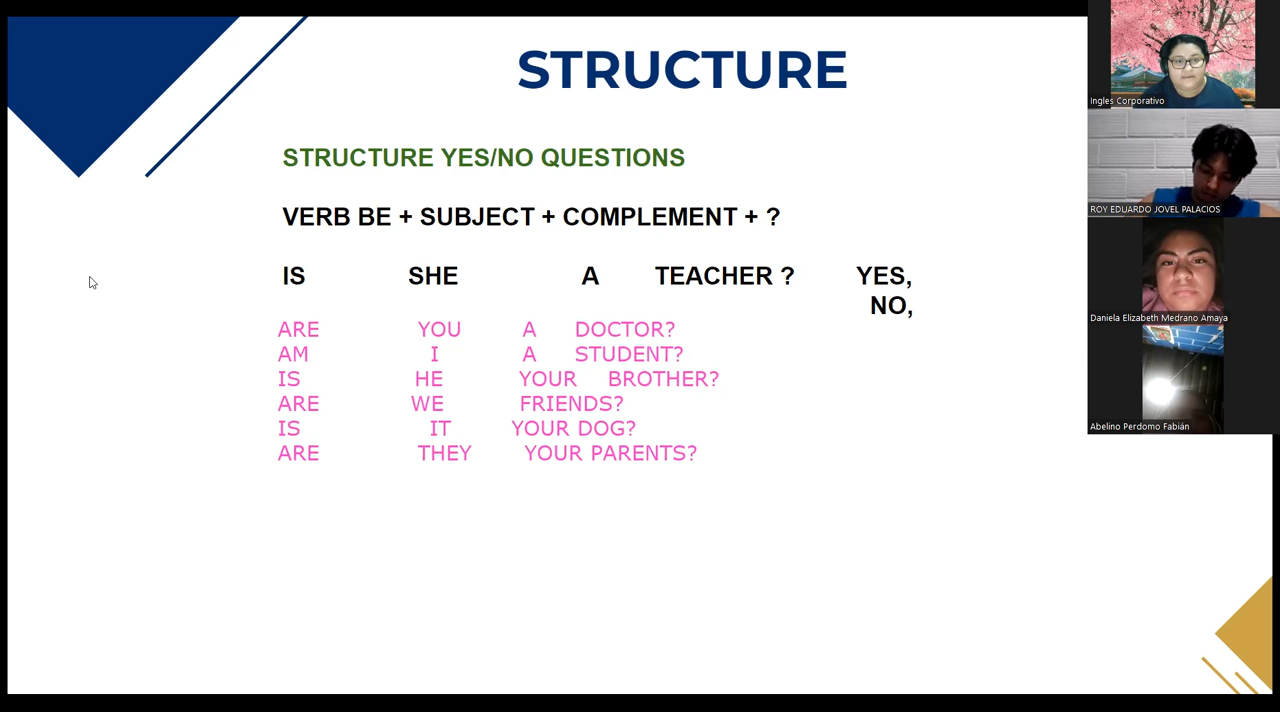 STRUCTURE
STRUCTURE YES/NO QUESTIONS
VERB BE + SUBJECT + COMPLEMENT + ?
IS SHE A TEACHER ? YES,
NO,
ARE YOU A DOCTOR?
AM I A STUDENT?
IS HE YOUR BROTHER?
ARE WE FRIENDS?
IS IT YOUR DOG?
ARE THEY YOUR PARENTS?
Ingles Corporativo
ROY EDUARDO JOVEL PALACIOS
Daniela Elizabeth Medrano Amaya
Abelino Perdomo Fabián